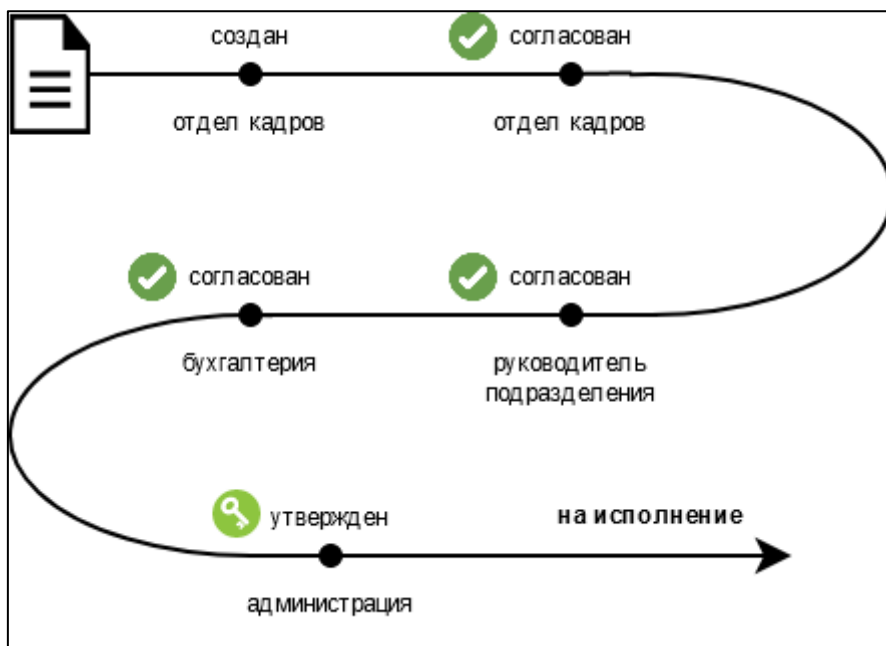 создан
согласован
отдел кадров
отдел кадров
согласован
согласован
бухгалтерия
руководитель
подразделения
утвержден
на исполнение
администрация